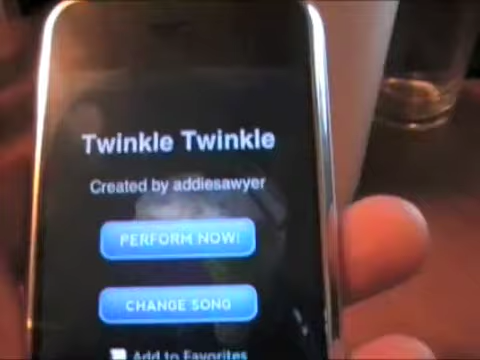 Twinkle Twinkle
Created by addiesawyer
PERFORM NOW!
CHANGE SONG
Add to Favorites